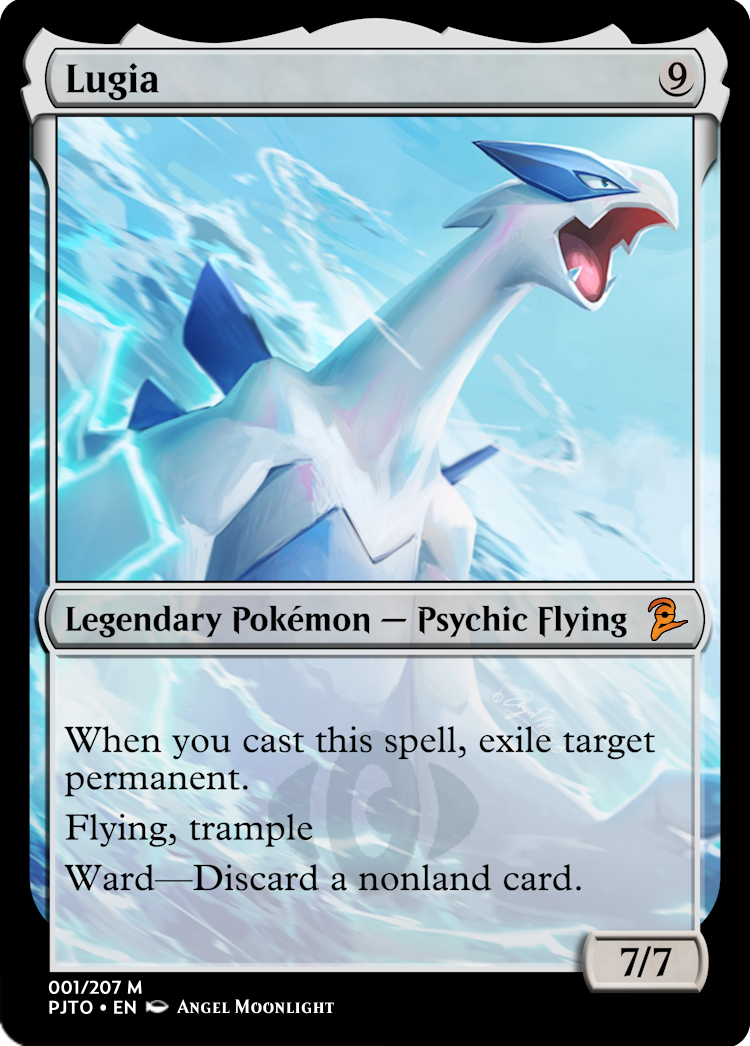 Lugia
9
Legendary Pokémon — Psychic Flying
When you cast this spell, exile target
permanent.
Flying, trample
Ward—Discard a nonland card.
7/7
001/207 M
PJTO • EN Angel Moonlight